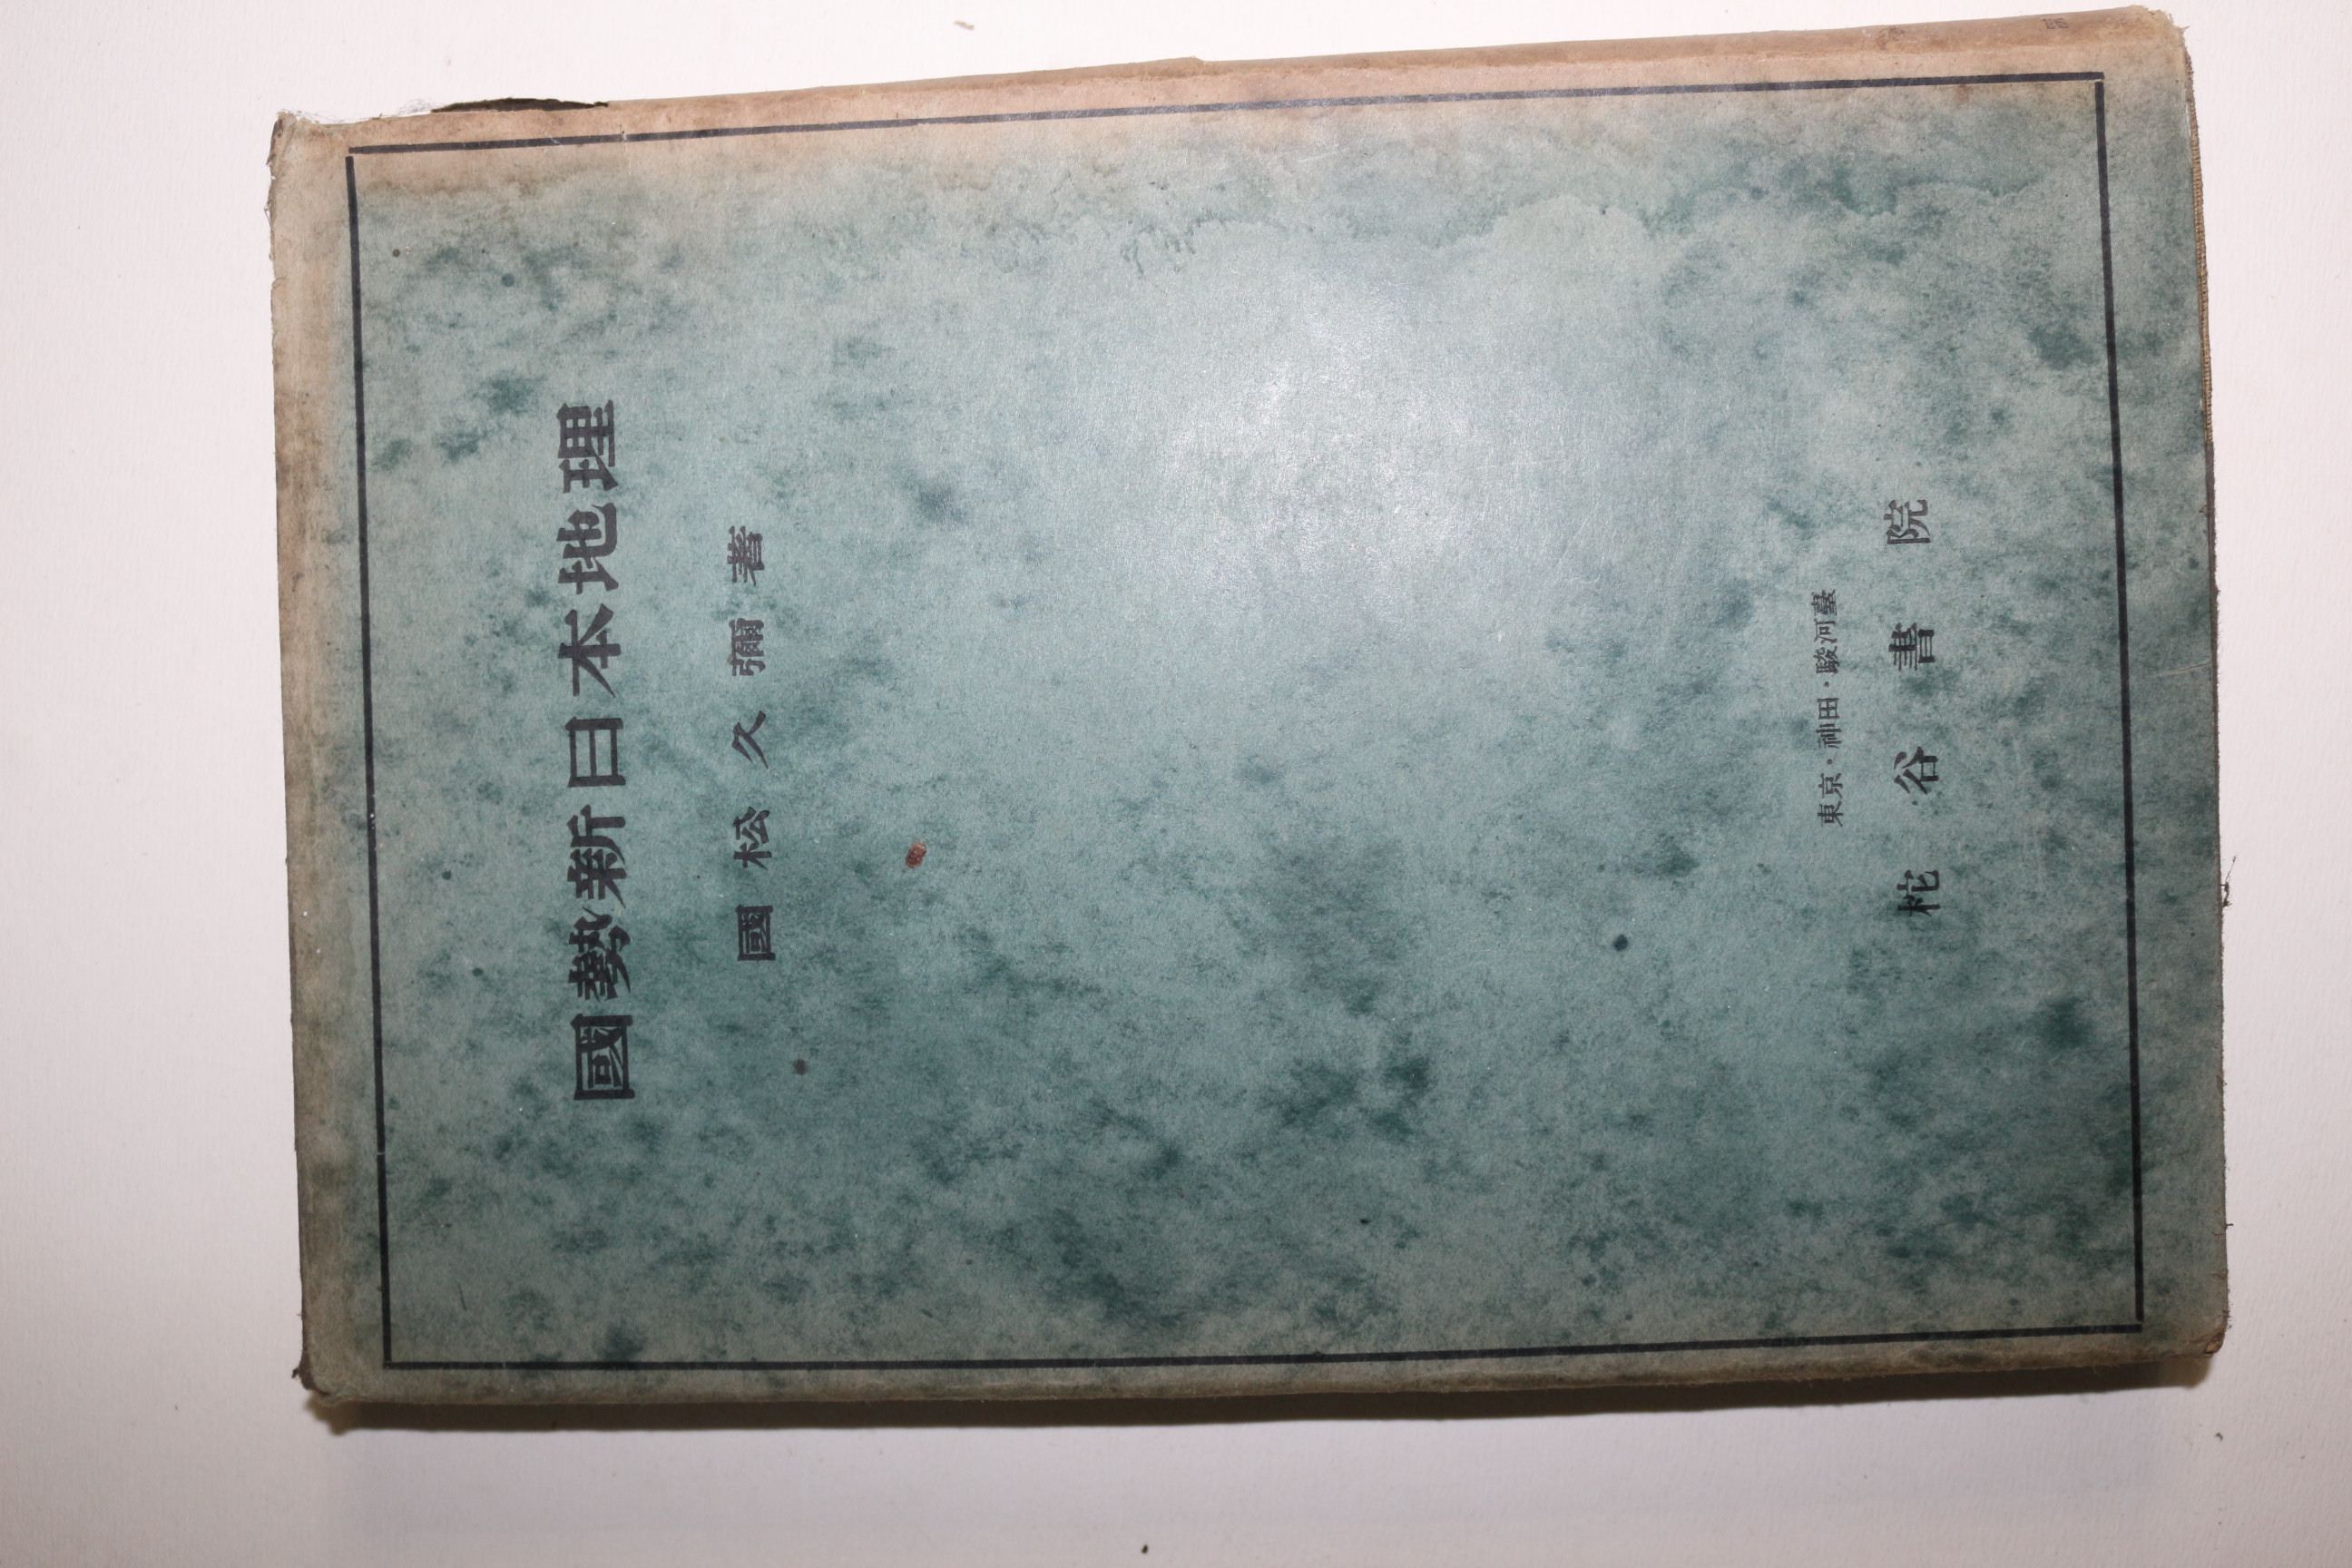 國勢新日本地理
國松久彌著
東京・神田・駿河臺
柁谷書院